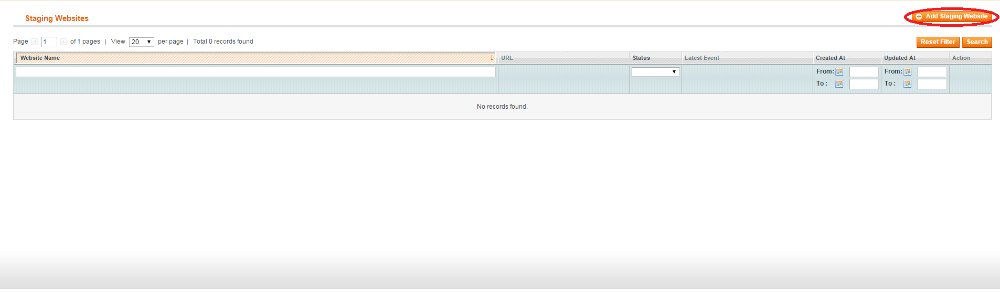 Staging Websites
Add Staging Website
Page 1 of 1 pages | View 20 per page | Total 0 records found
Reset Filter Search
Website Name URL Status Latest Event Created At Updated At Action
From: From:
To : To :
No records found.